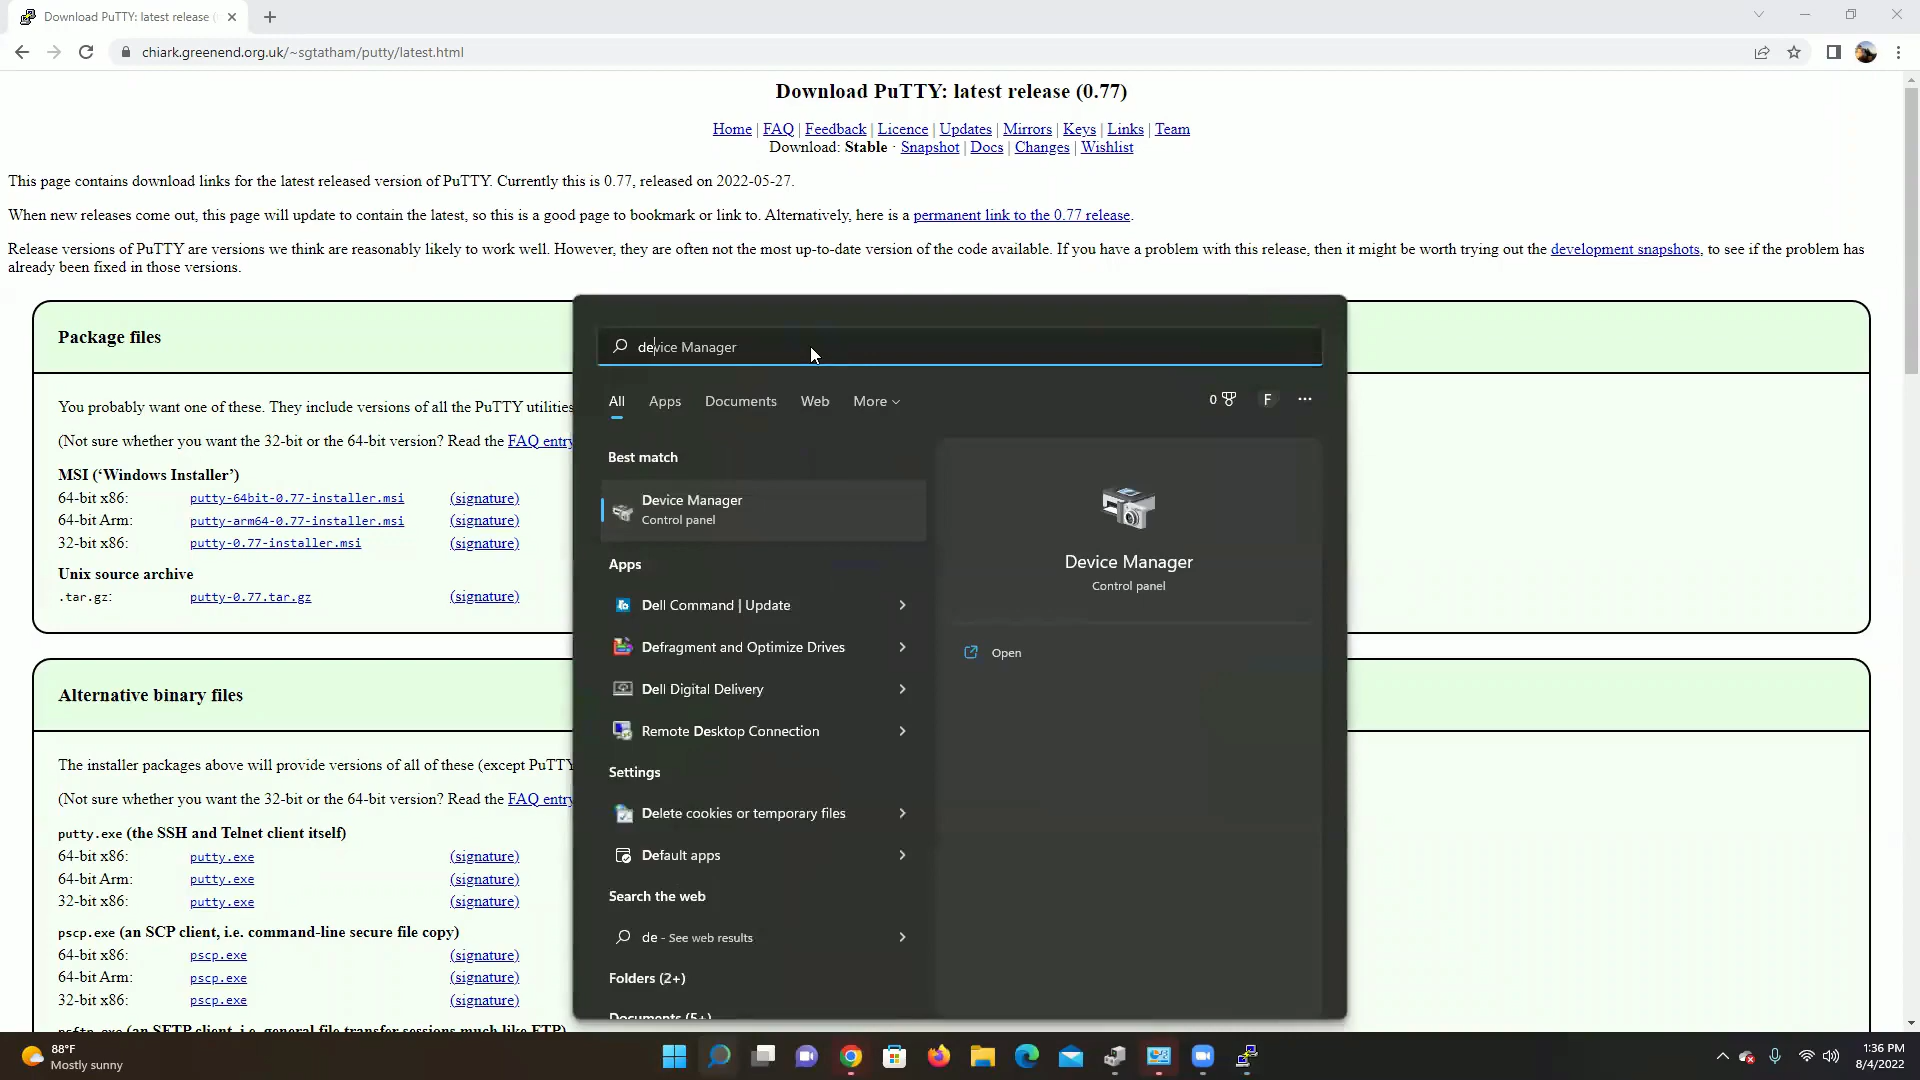 Download PuTTY: latest release (
chiark.greenend.org.uk/~sgtatham/putty/latest.html
Download PuTTY: latest release (0.77)
Home | FAQ | Feedback | Licence | Updates | Mirrors | Keys | Links | Team
Download: Stable · Snapshot | Docs | Changes | Wishlist
This page contains download links for the latest released version of PuTTY. Currently this is 0.77, released on 2022-05-27.
When new releases come out, this page will update to contain the latest, so this is a good page to bookmark or link to. Alternatively, here is a permanent link to the 0.77 release.
Release versions of PuTTY are versions we think are reasonably likely to work well. However, they are often not the most up-to-date version of the code available. If you have a problem with this release, then it might be worth trying out the development snapshots, to see if the problem has
already been fixed in those versions.
Package files
You probably want one of these. They include versions of all the PuTTY utilities
(Not sure whether you want the 32-bit or the 64-bit version? Read the FAQ entry
MSI (‘Windows Installer’)
64-bit x86: putty-64bit-0.77-installer.msi (signature)
64-bit Arm: putty-arm64-0.77-installer.msi (signature)
32-bit x86: putty-0.77-installer.msi (signature)
Unix source archive
.tar.gz: putty-0.77.tar.gz (signature)
Alternative binary files
The installer packages above will provide versions of all of these (except PuTTY
(Not sure whether you want the 32-bit or the 64-bit version? Read the FAQ entry
putty.exe (the SSH and Telnet client itself)
64-bit x86: putty.exe (signature)
64-bit Arm: putty.exe (signature)
32-bit x86: putty.exe (signature)
pscp.exe (an SCP client, i.e. command-line secure file copy)
64-bit x86: pscp.exe (signature)
64-bit Arm: pscp.exe (signature)
32-bit x86: pscp.exe (signature)
psftp.exe (an SFTP client, i.e. general file transfer sessions much like FTP)
device Manager
All Apps Documents Web More
0 F
Best match
Device Manager
Control panel
Apps
Dell Command | Update
Defragment and Optimize Drives
Dell Digital Delivery
Remote Desktop Connection
Settings
Delete cookies or temporary files
Default apps
Search the web
de - See web results
Folders (2+)
Documents (5+)
Device Manager
Control panel
Open
88°F
Mostly sunny
1:36 PM
8/4/2022